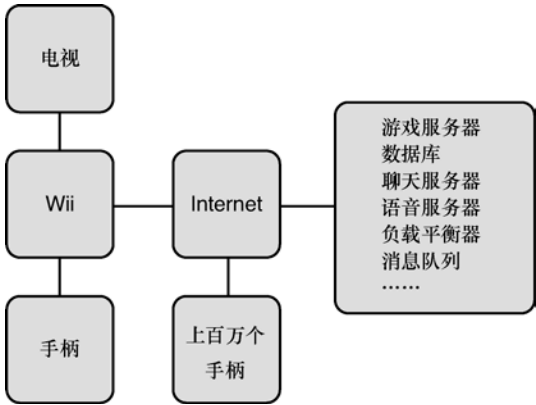 电视
Wii
Internet
手柄
上百万个
手柄
游戏服务器
数据库
聊天服务器
语音服务器
负载平衡器
消息队列
……